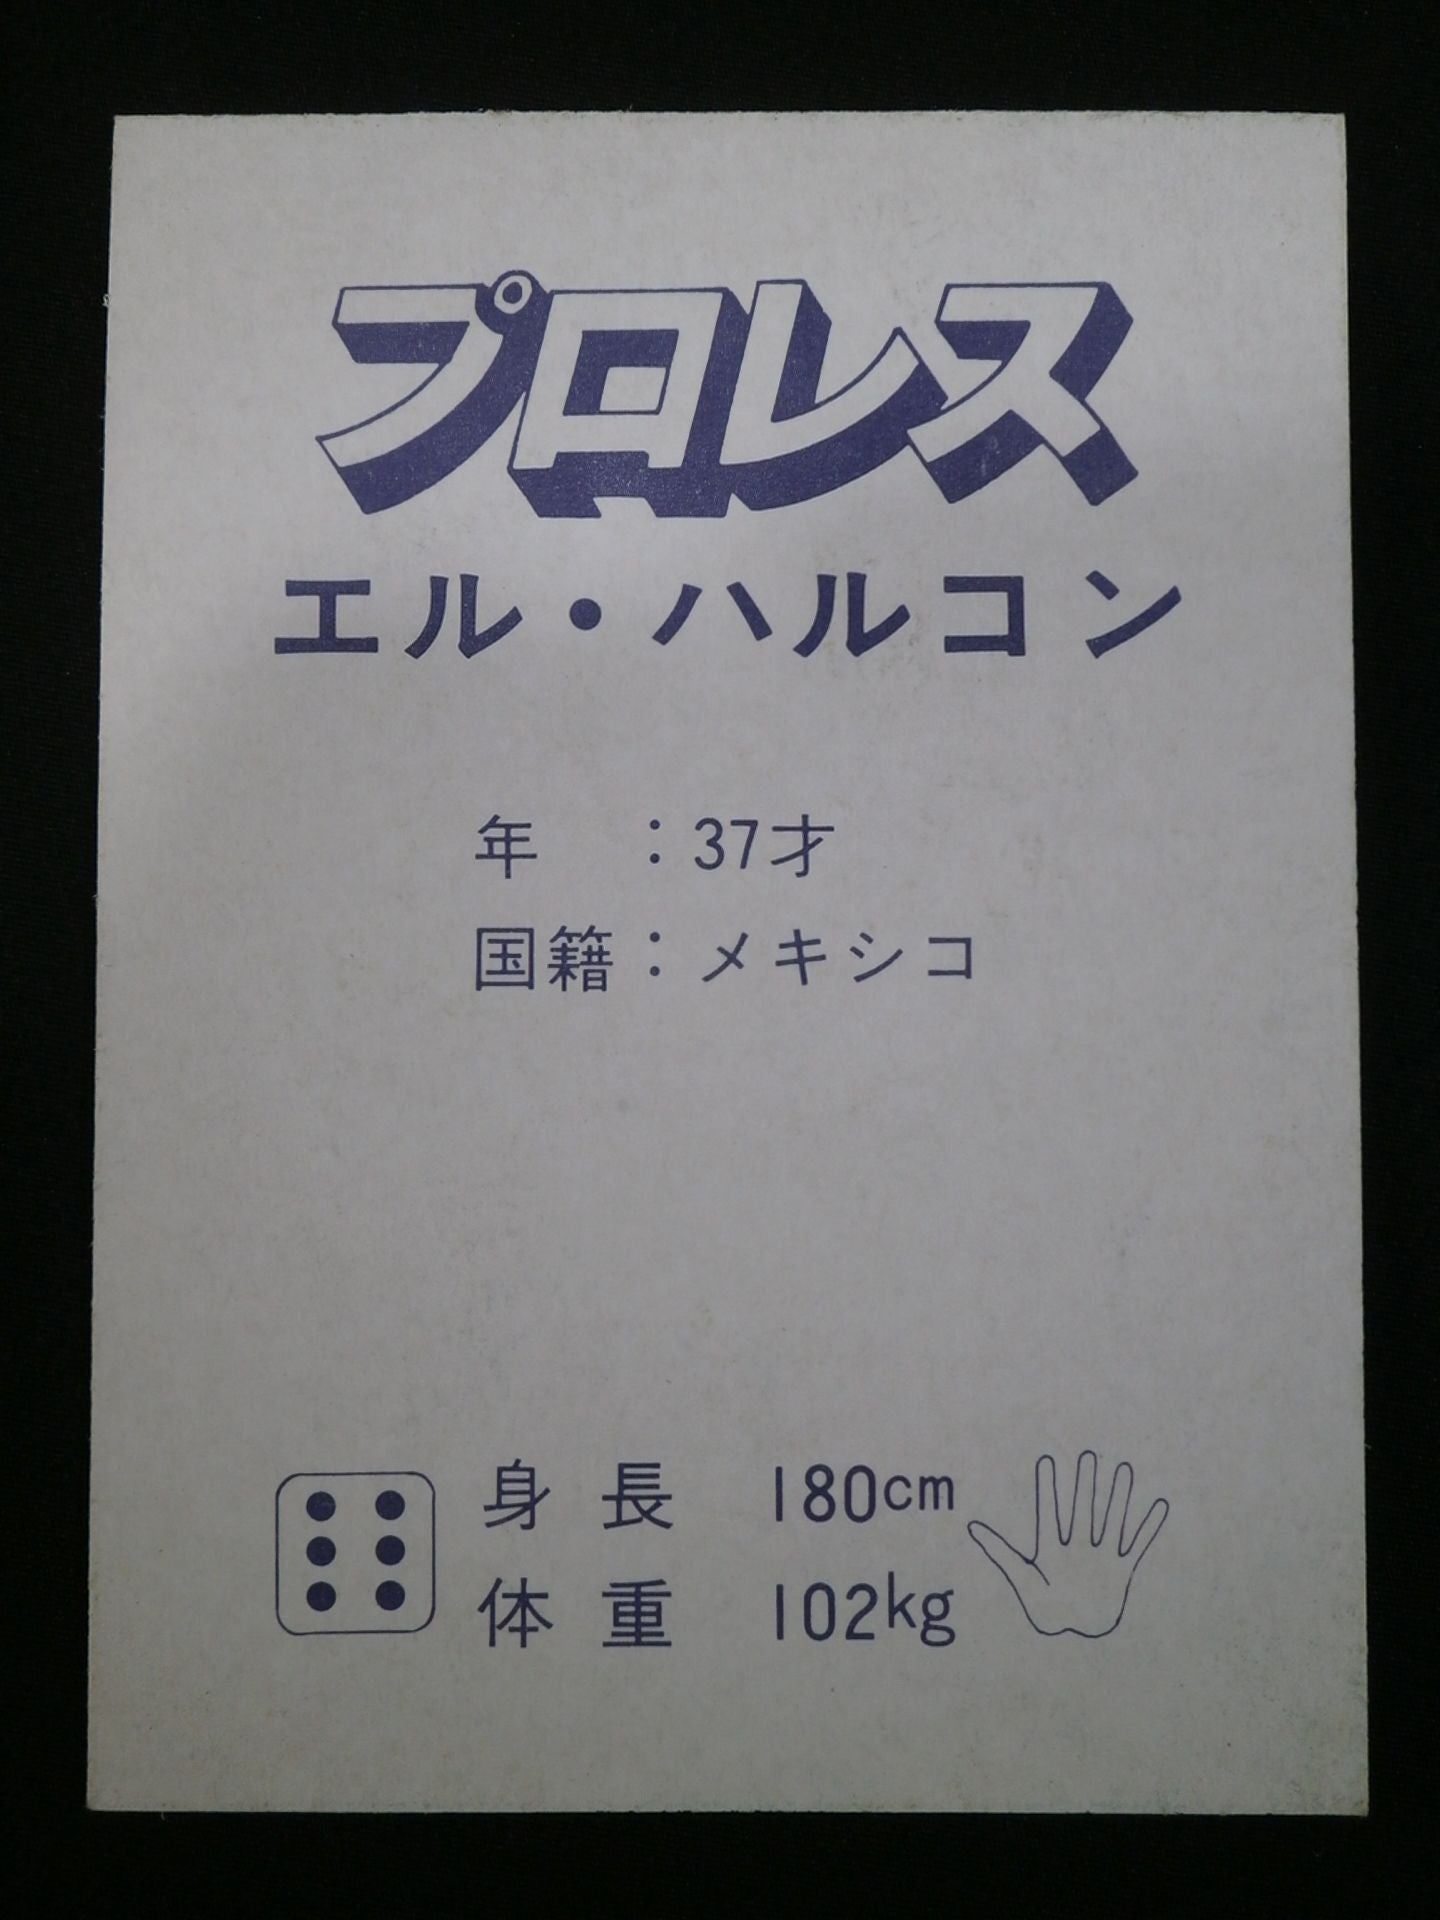 プロレス
エル・ハルコン
年　：37才
国籍：メキシコ
身長　180cm
体重　102kg